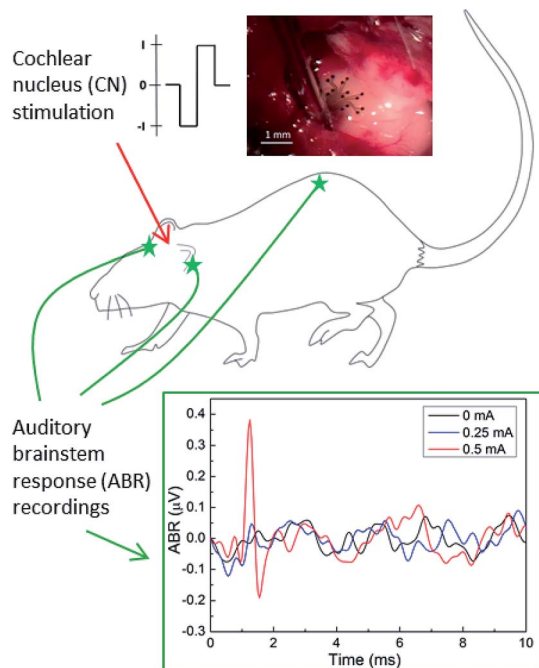 Cochlear
nucleus (CN)
stimulation
I
0
-I
1 mm
Auditory
brainstem
response (ABR)
recordings
ABR (μV)
0.4
0.3
0.2
0.1
0.0
-0.1
-0.2
-0.3
0 mA
0.25 mA
0.5 mA
0
2
4
6
8
10
Time (ms)